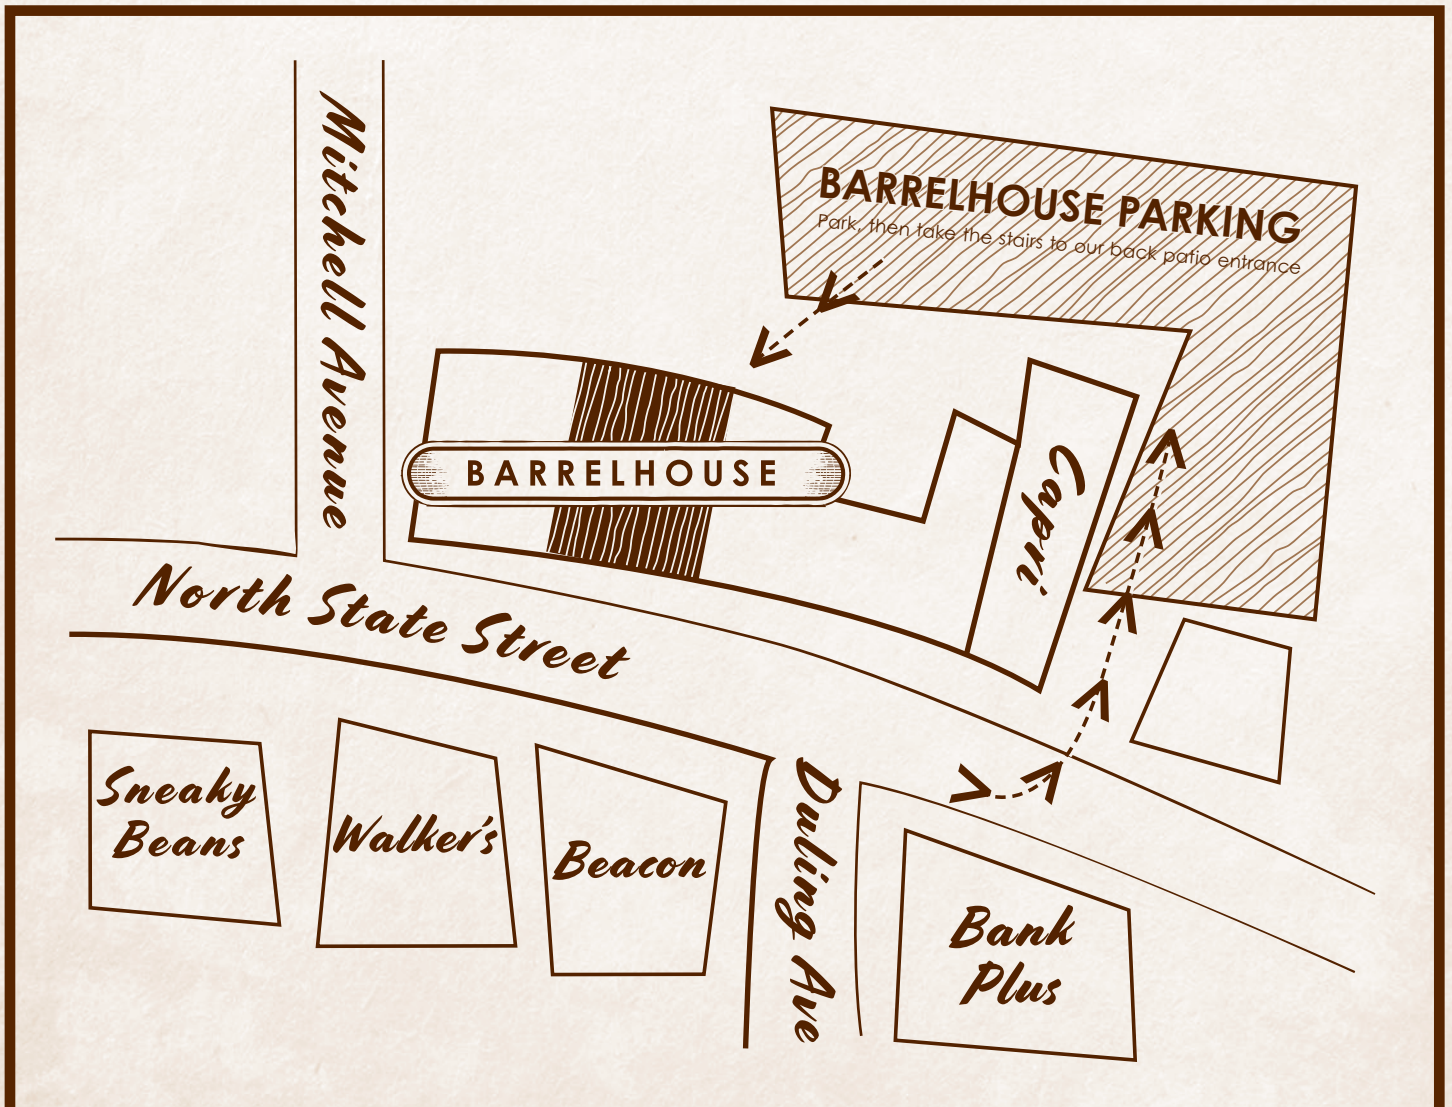 Mitchell Avenue
BARRELHOUSE PARKING
Park, then take the stairs to our back patio entrance
BARRELHOUSE
Capri
North State Street
Sneaky
Beans
Walker's
Beacon
Duling Ave
Bank
Plus